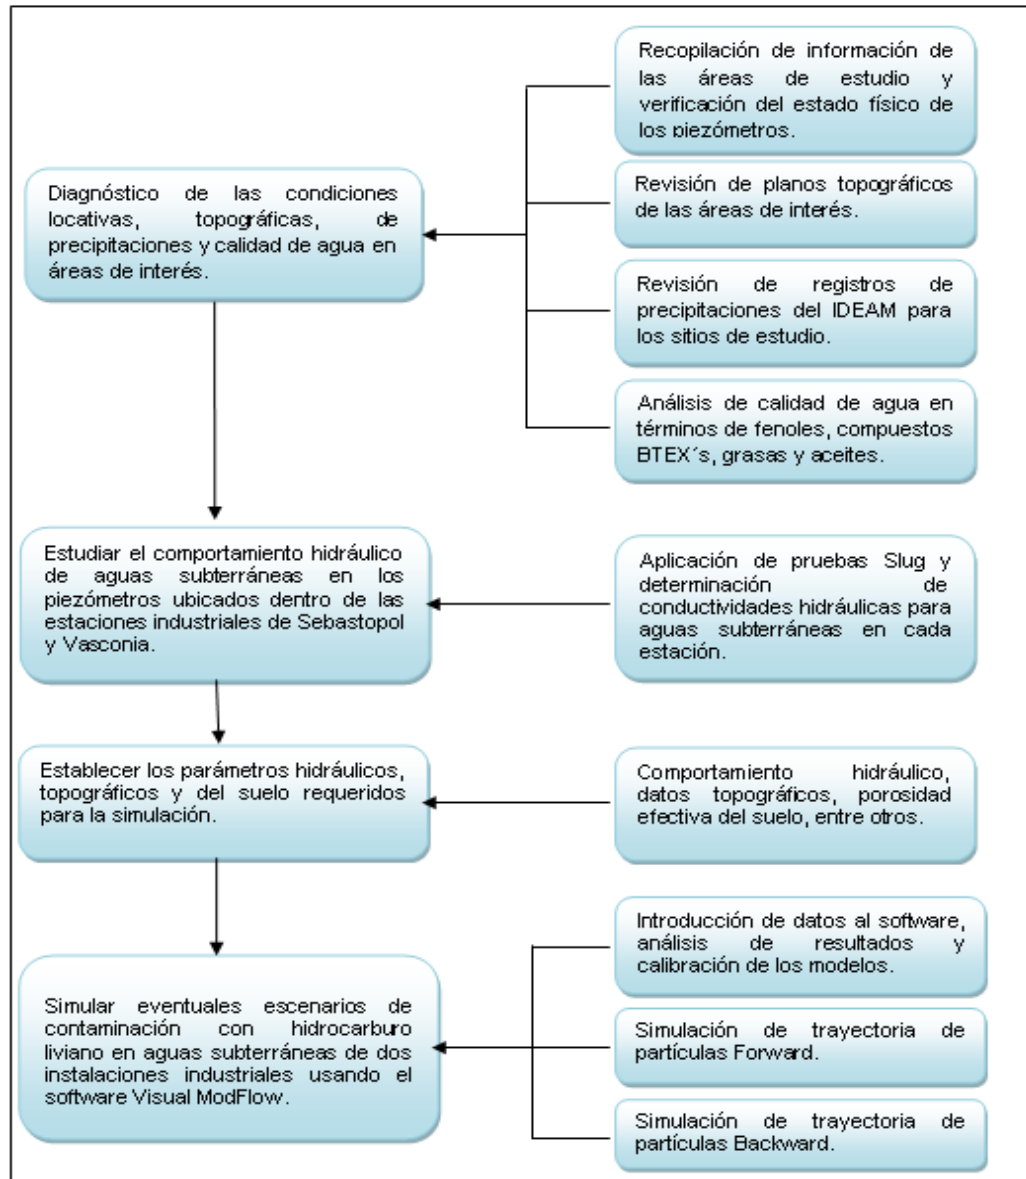 Recopilación de información de
las áreas de estudio y
verificación del estado físico de
los piezómetros.
Diagnóstico de las condiciones
locativas, topográficas, de
precipitaciones y calidad de agua en
áreas de interés.
Revisión de planos topográficos
de las áreas de interés.
Revisión de registros de
precipitaciones del IDEAM para
los sitios de estudio.
Análisis de calidad de agua en
términos de fenoles, compuestos
BTEX´s, grasas y aceites.
Estudiar el comportamiento hidráulico
de aguas subterráneas en los
piezómetros ubicados dentro de las
estaciones industriales de Sebastopol
y Vasconia.
Aplicación de pruebas Slug y
determinación de
conductividades hidráulicas para
aguas subterráneas en cada
estación.
Establecer los parámetros hidráulicos,
topográficos y del suelo requeridos
para la simulación.
Comportamiento hidráulico,
datos topográficos, porosidad
efectiva del suelo, entre otros.
Simular eventuales escenarios de
contaminación con hidrocarburo
liviano en aguas subterráneas de dos
instalaciones industriales usando el
software Visual ModFlow.
Introducción de datos al software,
análisis de resultados y
calibración de los modelos.
Simulación de trayectoria de
partículas Forward.
Simulación de trayectoria de
partículas Backward.